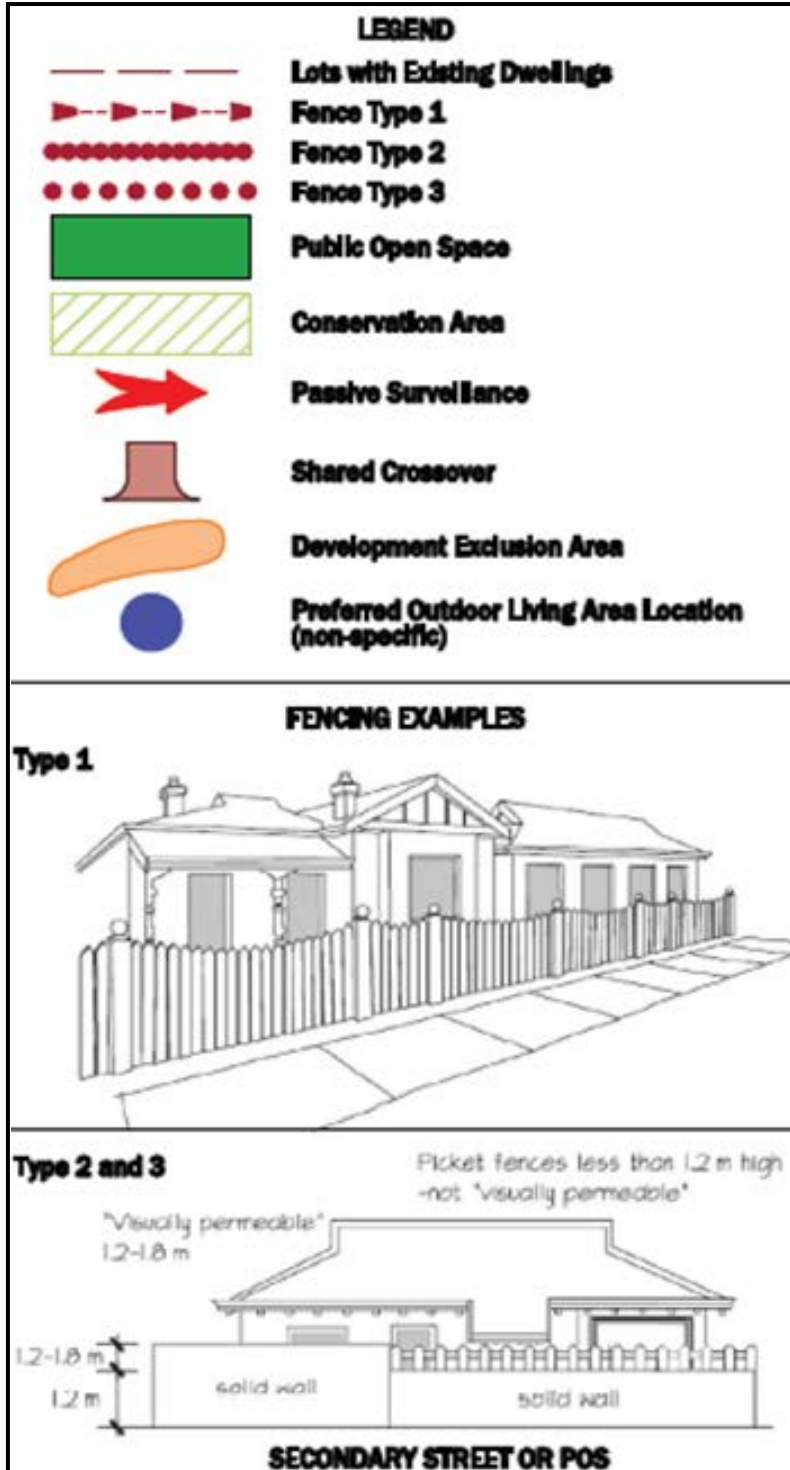 LEGEND
Lots with Existing Dwellings
Fence Type 1
Fence Type 2
Fence Type 3
Public Open Space
Conservation Area
Passive Surveillance
Shared Crossover
Development Exclusion Area
Preferred Outdoor Living Area Location
(non-specific)
FENCING EXAMPLES
Type 1
Type 2 and 3
Picket fences less than 1.2 m high
-not "visually permeable"
"Visually permeable"
1.2-1.8 m
1.2-1.8 m
1.2 m
solid wall
solid wall
SECONDARY STREET OR POS